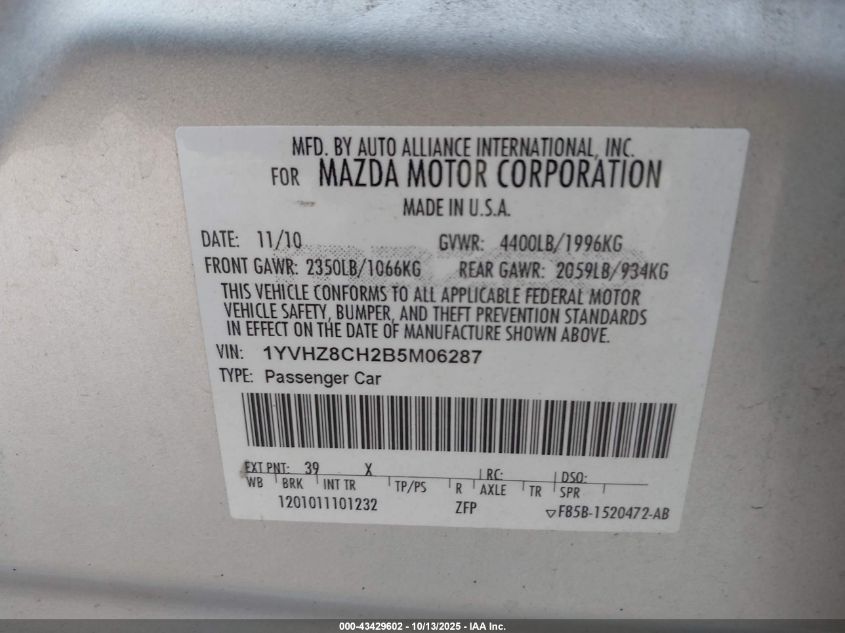 MFD. BY AUTO ALLIANCE INTERNATIONAL, INC.
FOR MAZDA MOTOR CORPORATION
MADE IN U.S.A.
DATE: 11/10 GVWR: 4400LB/1996KG
FRONT GAWR: 2350LB/1066KG REAR GAWR: 2059LB/934KG
THIS VEHICLE CONFORMS TO ALL APPLICABLE FEDERAL MOTOR
VEHICLE SAFETY, BUMPER, AND THEFT PREVENTION STANDARDS
IN EFFECT ON THE DATE OF MANUFACTURE SHOWN ABOVE.
VIN: 1YVHZ8CH2B5M06287
TYPE: Passenger Car
EXT PNT: 39 X RC: DSO:
WB BRK INT TR TP/PS R AXLE TR SPR
1201011101232 ZFP ▽F85B-1520472-AB
000-43429602 - 10/13/2025 - IAA Inc.